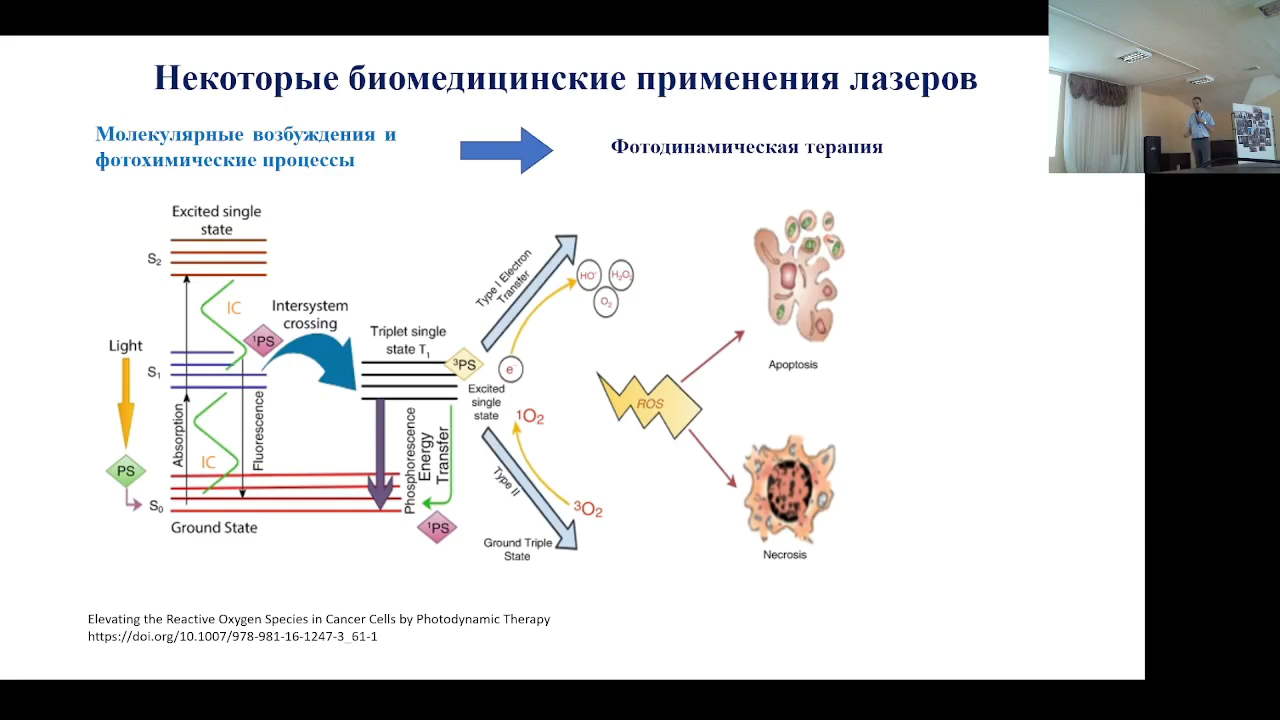 Некоторые биомедицинские применения лазеров
Молекулярные возбуждения и
фотохимические процессы
Фотодинамическая терапия
Excited single
state
S2
IC
Intersystem
crossing
¹PS
Light
S1
Triplet single
state T1
³PS
Absorption
Fluorescence
IC
PS
S0
Ground State
Phosphorescence
Energy
Transfer
¹PS
Type I Electron
Transfer
HO•
H2O2
O2
e-
Excited
single
state
1O2
Type II
3O2
Ground Triple
State
ROS
Apoptosis
Necrosis
Elevating the Reactive Oxygen Species in Cancer Cells by Photodynamic Therapy
https://doi.org/10.1007/978-981-16-1247-3_61-1